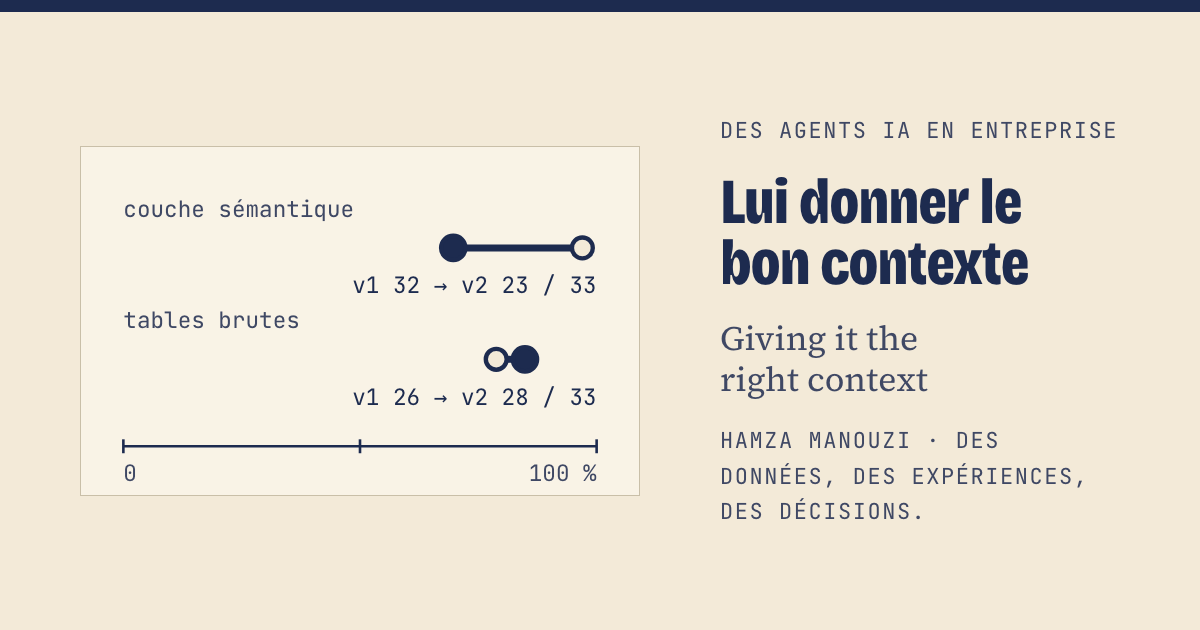 couche sémantique
v1 32 → v2 23 / 33
tables brutes
v1 26 → v2 28 / 33
0
100 %
DES AGENTS IA EN ENTREPRISE
Lui donner le
bon contexte
Giving it the
right context
HAMZA MANOUZI · DES
DONNÉES, DES EXPÉRIENCES,
DES DÉCISIONS.